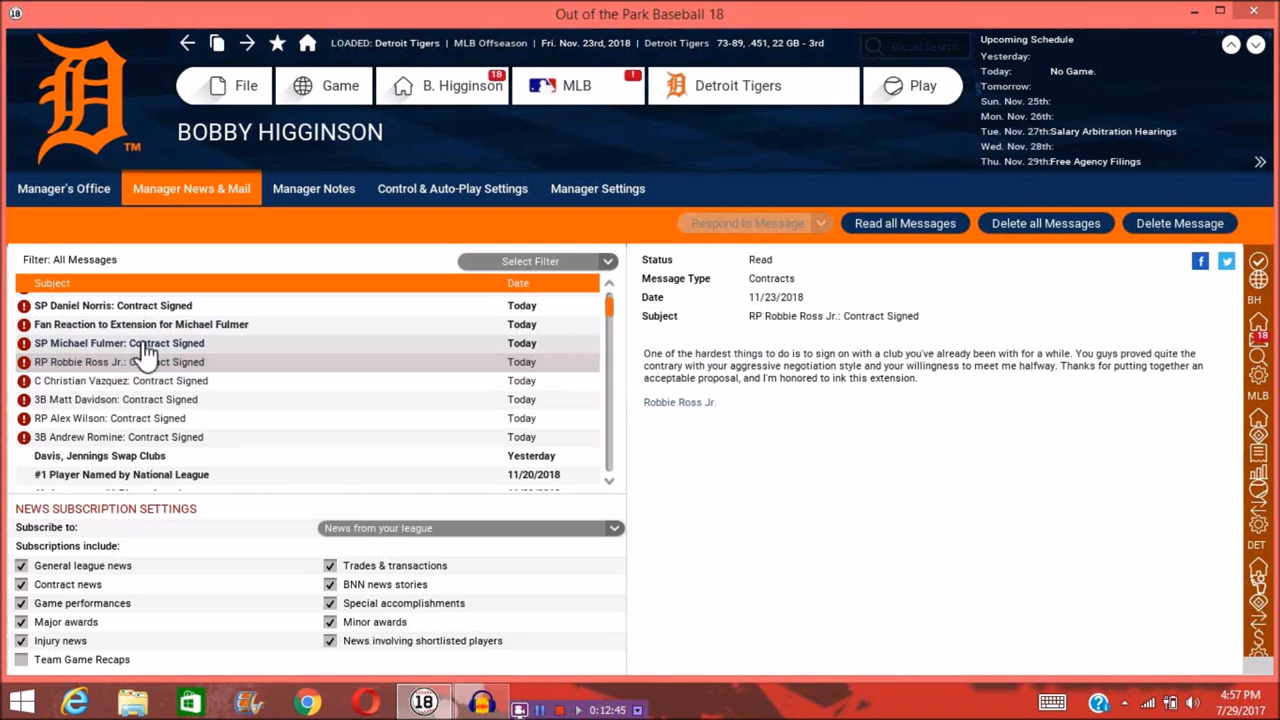 18
Out of the Park Baseball 18
LOADED: Detroit Tigers | MLB Offseason | Fri. Nov. 23rd, 2018 | Detroit Tigers 73-89, .451, 22 GB - 3rd
Global Search
Upcoming Schedule
Yesterday:
Today: No Game.
Tomorrow:
Sun. Nov. 25th:
Mon. Nov. 26th:
Tue. Nov. 27th:Salary Arbitration Hearings
Wed. Nov. 28th:
Thu. Nov. 29th:Free Agency Filings
TM
File
Game
B. Higginson
18
MLB
!
Detroit Tigers
Play
BOBBY HIGGINSON
Manager's Office
Manager News & Mail
Manager Notes
Control & Auto-Play Settings
Manager Settings
Respond to Message
Read all Messages
Delete all Messages
Delete Message
Filter: All Messages
Select Filter
Subject Date
SP Daniel Norris: Contract Signed Today
Fan Reaction to Extension for Michael Fulmer Today
SP Michael Fulmer: Contract Signed Today
RP Robbie Ross Jr.: Signed Today
C Christian Vazquez: Contract Signed Today
3B Matt Davidson: Contract Signed Today
RP Alex Wilson: Contract Signed Today
3B Andrew Romine: Contract Signed Today
Davis, Jennings Swap Clubs Yesterday
#1 Player Named by National League 11/20/2018
Status Read
Message Type Contracts
Date 11/23/2018
Subject RP Robbie Ross Jr.: Contract Signed
One of the hardest things to do is to sign on with a club you've already been with for a while. You guys proved quite the
contrary with your aggressive negotiation style and your willingness to meet me halfway. Thanks for putting together an
acceptable proposal, and I'm honored to ink this extension.
Robbie Ross Jr.
NEWS SUBSCRIPTION SETTINGS
Subscribe to: News from your league
Subscriptions include:
General league news Trades & transactions
Contract news BNN news stories
Game performances Special accomplishments
Major awards Minor awards
Injury news News involving shortlisted players
Team Game Recaps
BH
18
MLB
DET
18
0:12:45
4:57 PM
7/29/2017